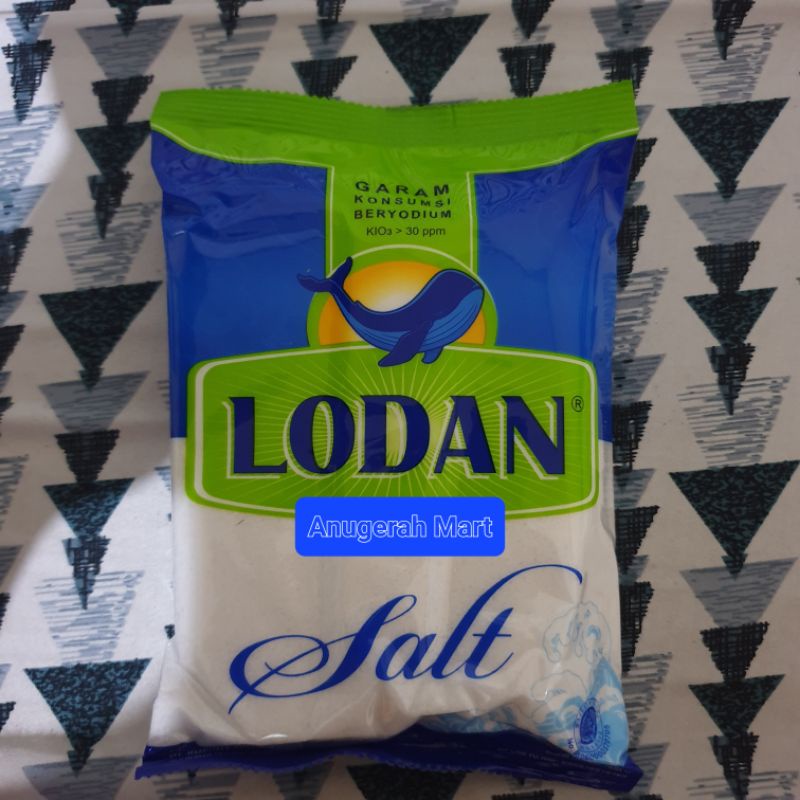 GARAM
KONSUMSI
BERYODIUM
KIO₃ > 30 ppm
LODAN®
Anugerah Mart
Salt